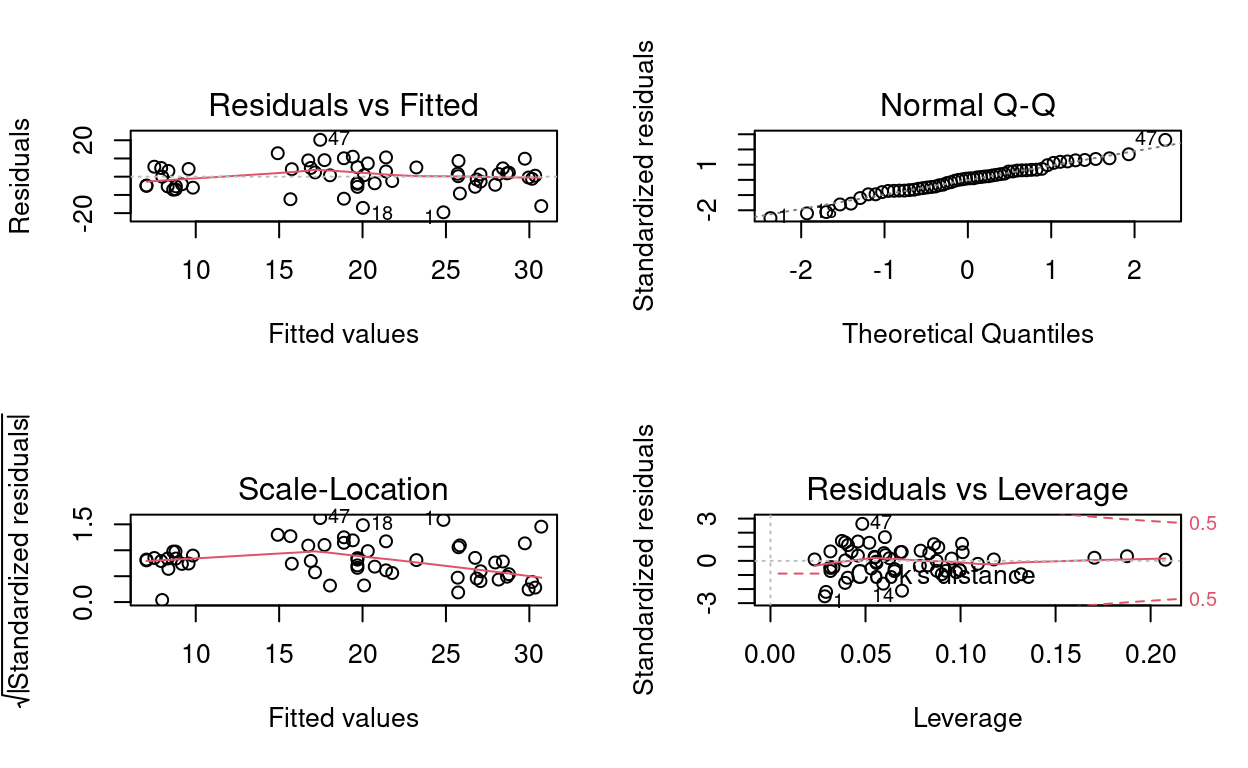 Residuals vs Fitted
Residuals
20
-20
47
18
1
10 15 20 25 30
Fitted values
Normal Q-Q
Standardized residuals
1
-2
47
1
-2 -1 0 1 2
Theoretical Quantiles
Scale-Location
√|Standardized residuals|
1.5
0.0
47
18
1
10 15 20 25 30
Fitted values
Residuals vs Leverage
Standardized residuals
3
0
-3
47
Cook's distance
14
1
0.5
0.5
0.00 0.05 0.10 0.15 0.20
Leverage